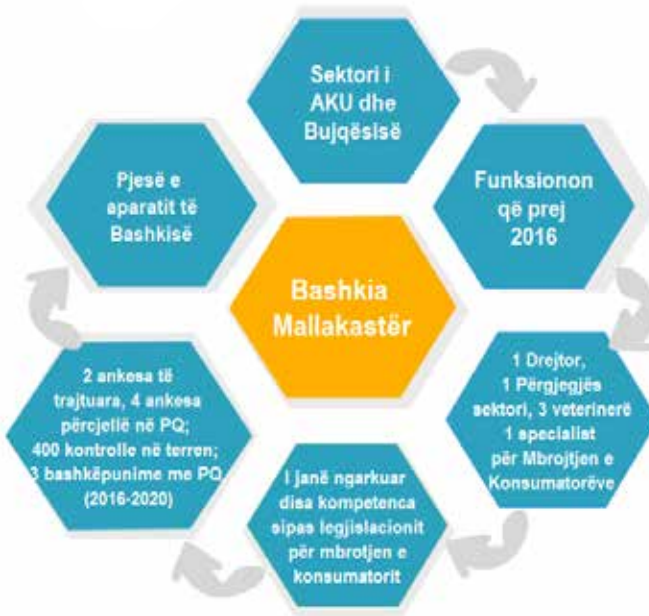 Sektori i
AKU dhe
Bujqësisë
Funksionon
që prej
2016
1 Drejtor,
1 Përgjegjës
sektori, 3 veterinerë
1 specialist
për Mbrojtjen e
Konsumatorëve
I janë ngarkuar
disa kompetenca
sipas legjislacionit
për mbrotjen e
konsumatorit
2 ankesa të
trajtuara, 4 ankesa
përcjellë në PQ;
400 kontrolle në terren;
3 bashkëpunime me PQ
(2016-2020)
Pjesë e
aparatit të
Bashkisë
Bashkia
Mallakastër